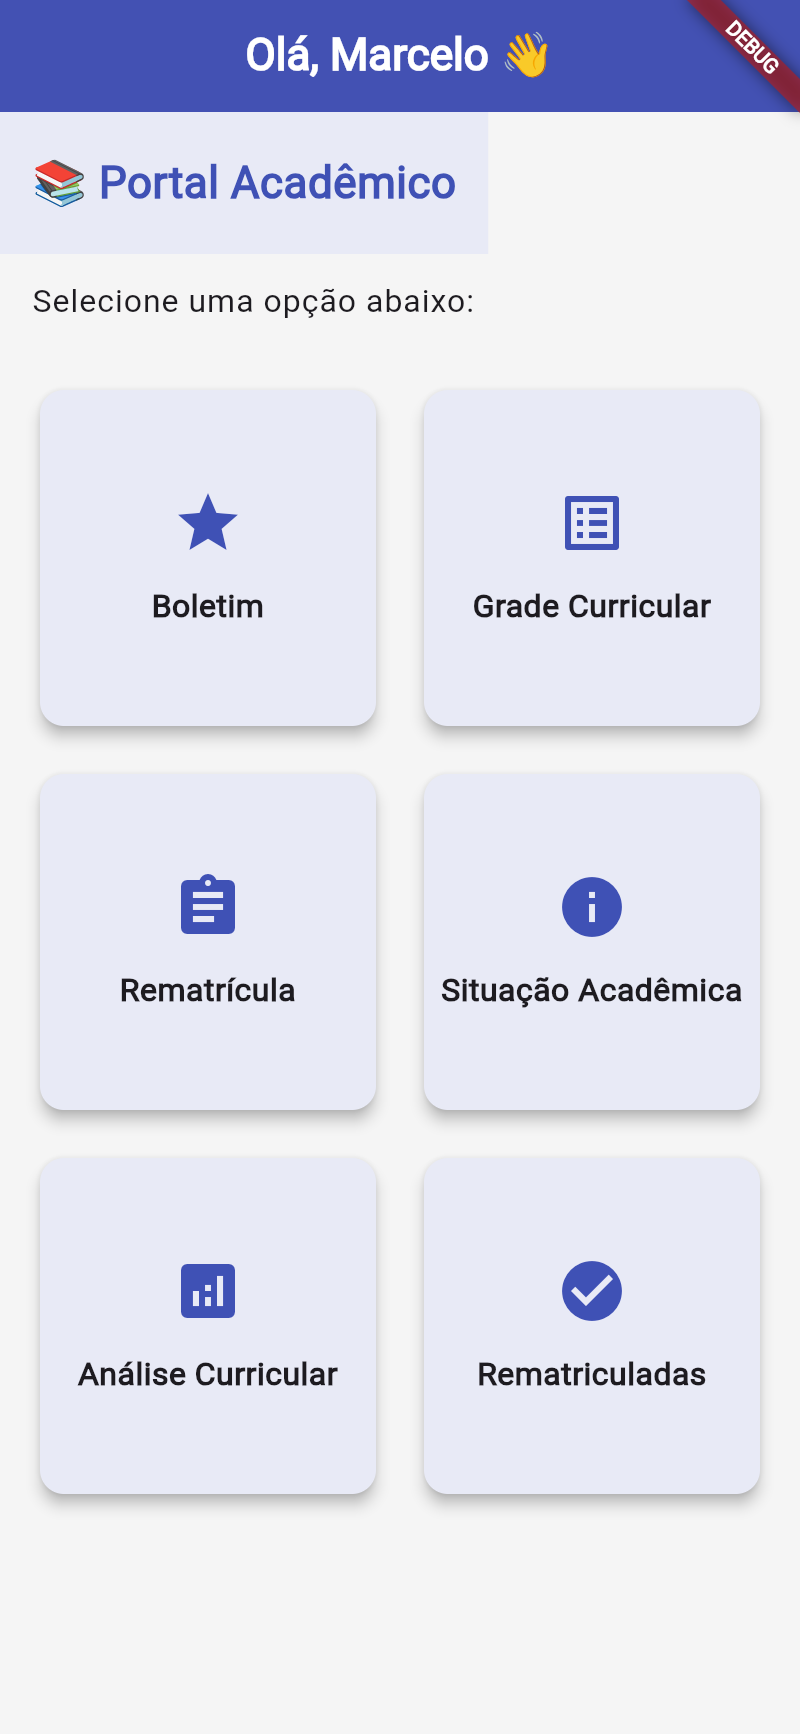 Olá, Marcelo 👋
DEBUG
📚 Portal Acadêmico
Selecione uma opção abaixo:
Boletim
Grade Curricular
Rematrícula
Situação Acadêmica
Análise Curricular
Rematriculadas